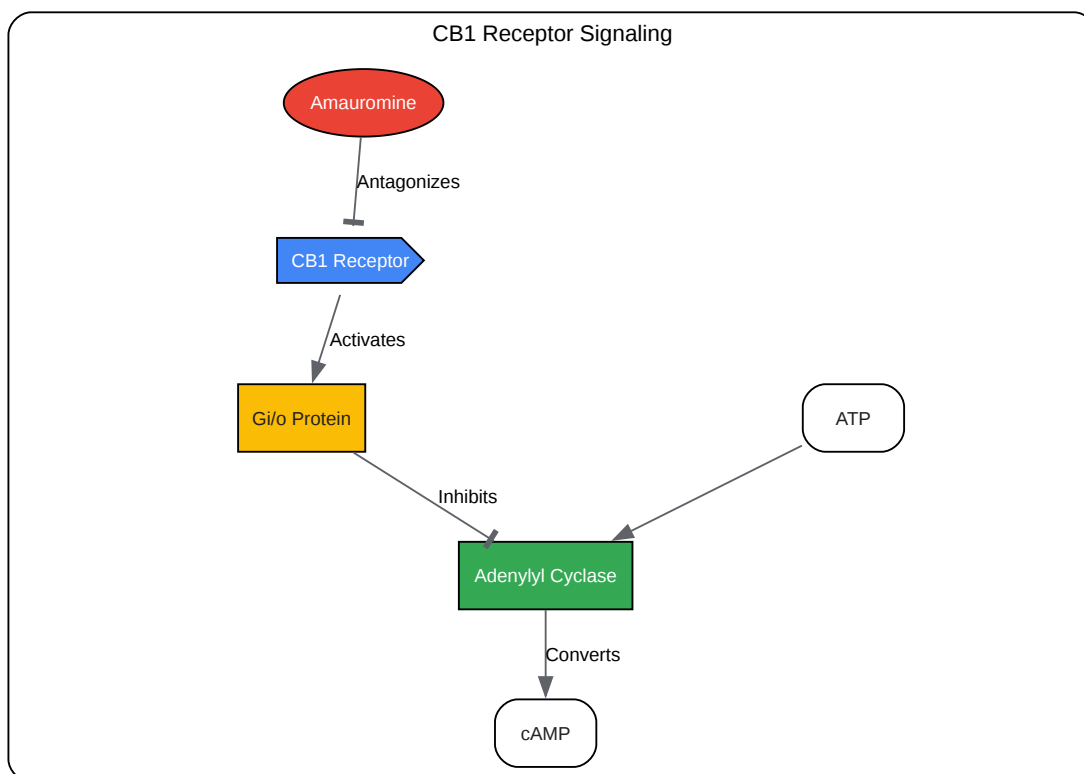 CB1 Receptor Signaling
Amauromine
Antagonizes
CB1 Receptor
Activates
Gi/o Protein
ATP
Inhibits
Adenylyl Cyclase
Converts
cAMP